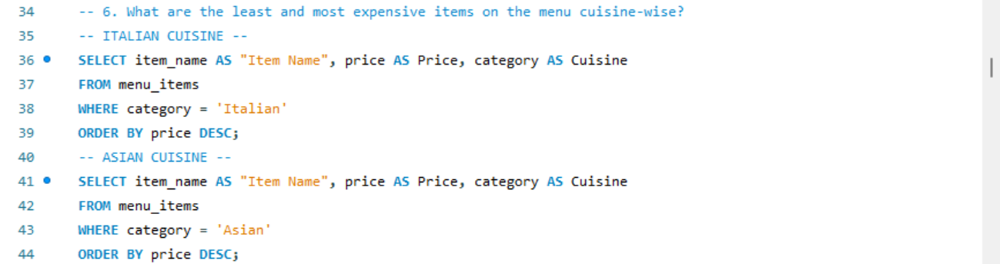 34 -- 6. What are the least and most expensive items on the menu cuisine-wise?
35 -- ITALIAN CUISINE --
36 SELECT item_name AS "Item Name", price AS Price, category AS Cuisine
37 FROM menu_items
38 WHERE category = 'Italian'
39 ORDER BY price DESC;
40 -- ASIAN CUISINE --
41 SELECT item_name AS "Item Name", price AS Price, category AS Cuisine
42 FROM menu_items
43 WHERE category = 'Asian'
44 ORDER BY price DESC;